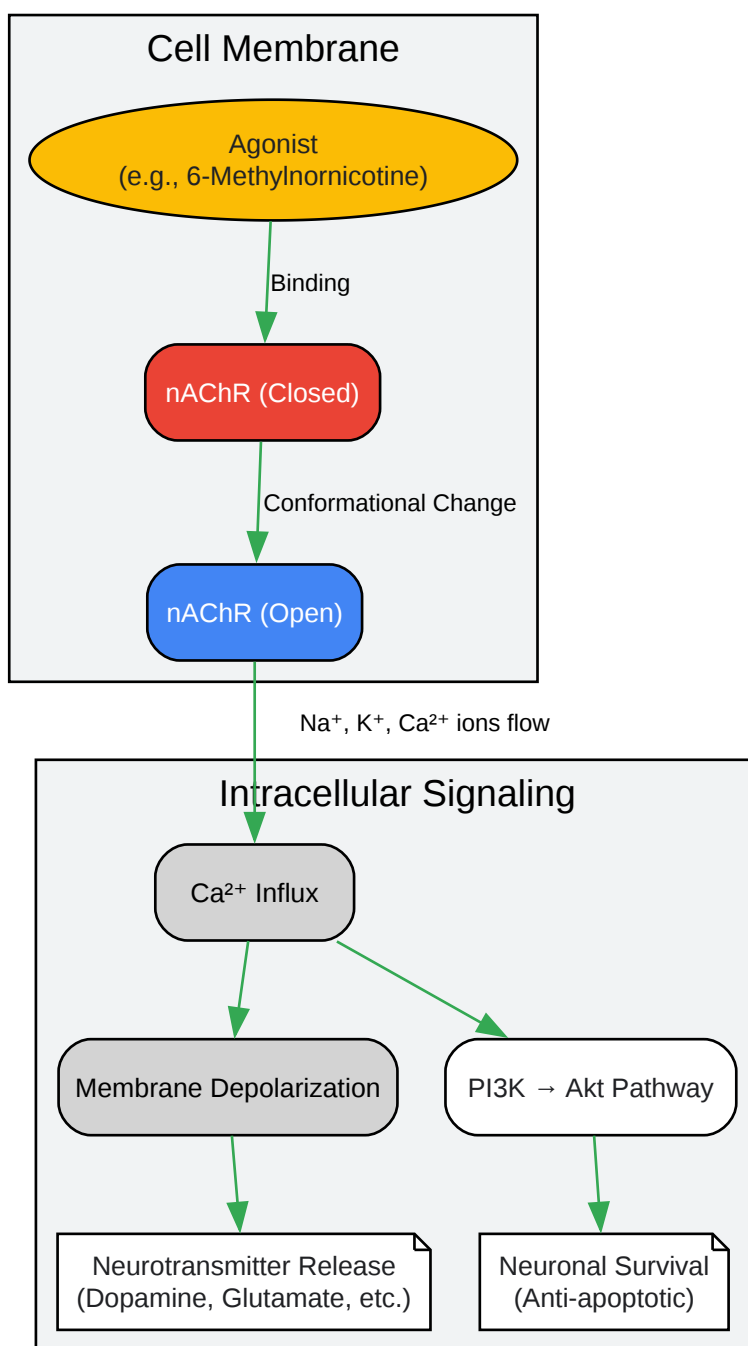 Cell Membrane
Agonist
(e.g., 6-Methylnornicotine)
Binding
nAChR (Closed)
Conformational Change
nAChR (Open)
Na⁺, K⁺, Ca²⁺ ions flow
Intracellular Signaling
Ca²⁺ Influx
Membrane Depolarization
PI3K → Akt Pathway
Neurotransmitter Release
(Dopamine, Glutamate, etc.)
Neuronal Survival
(Anti-apoptotic)